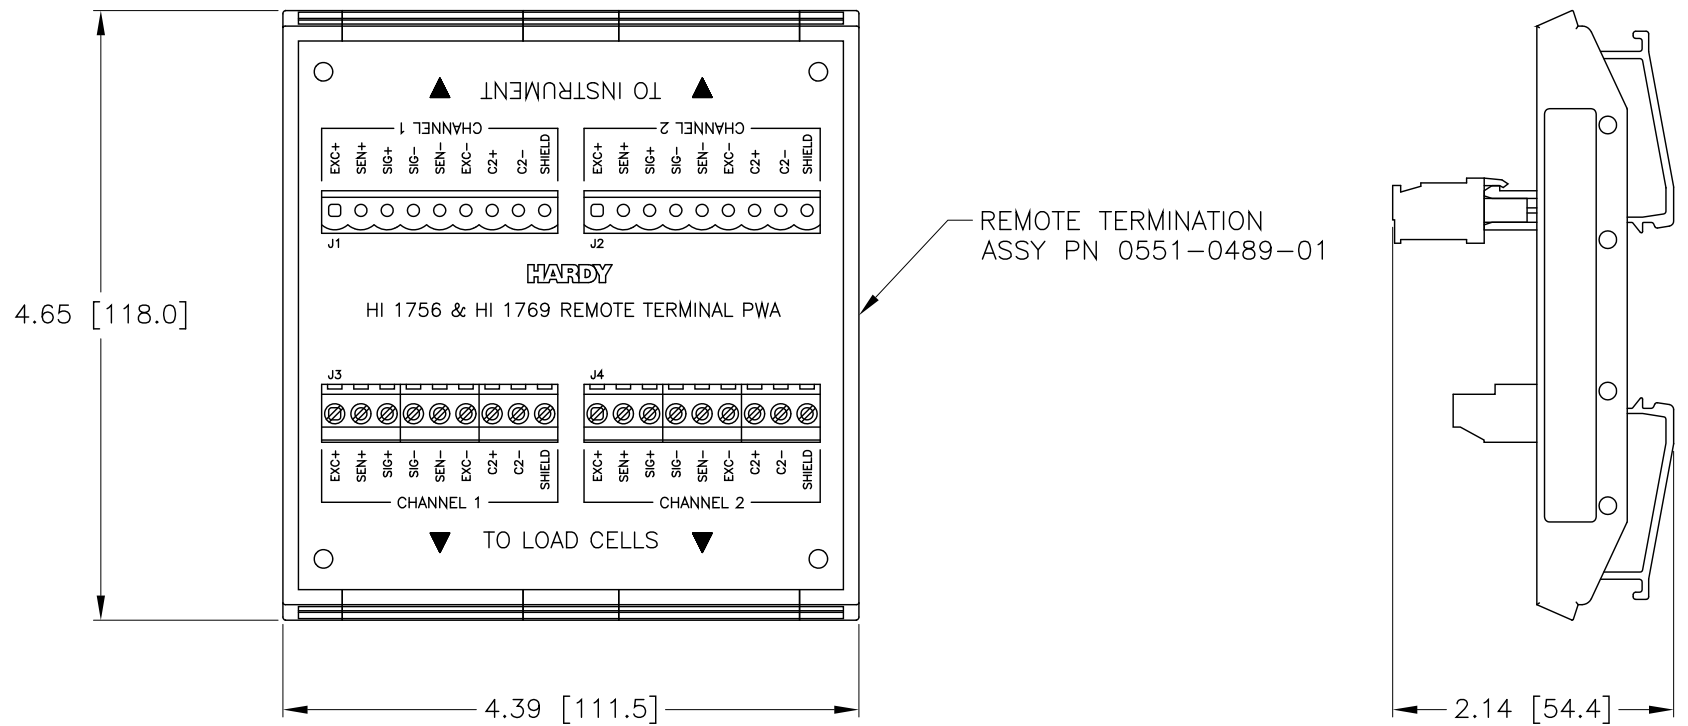 TO INSTRUMENT
CHANNEL 1
CHANNEL 2
EXC+ SEN+ SIG+ SIG- SEN- EXC- C2+ C2- SHIELD
EXC+ SEN+ SIG+ SIG- SEN- EXC- C2+ C2- SHIELD
J1
J2
REMOTE TERMINATION
ASSY PN 0551-0489-01
HARDY
4.65 [118.0]
HI 1756 & HI 1769 REMOTE TERMINAL PWA
J3
J4
EXC+ SEN+ SIG+ SIG- SEN- EXC- C2+ C2- SHIELD
EXC+ SEN+ SIG+ SIG- SEN- EXC- C2+ C2- SHIELD
CHANNEL 1
CHANNEL 2
TO LOAD CELLS
4.39 [111.5]
2.14 [54.4]